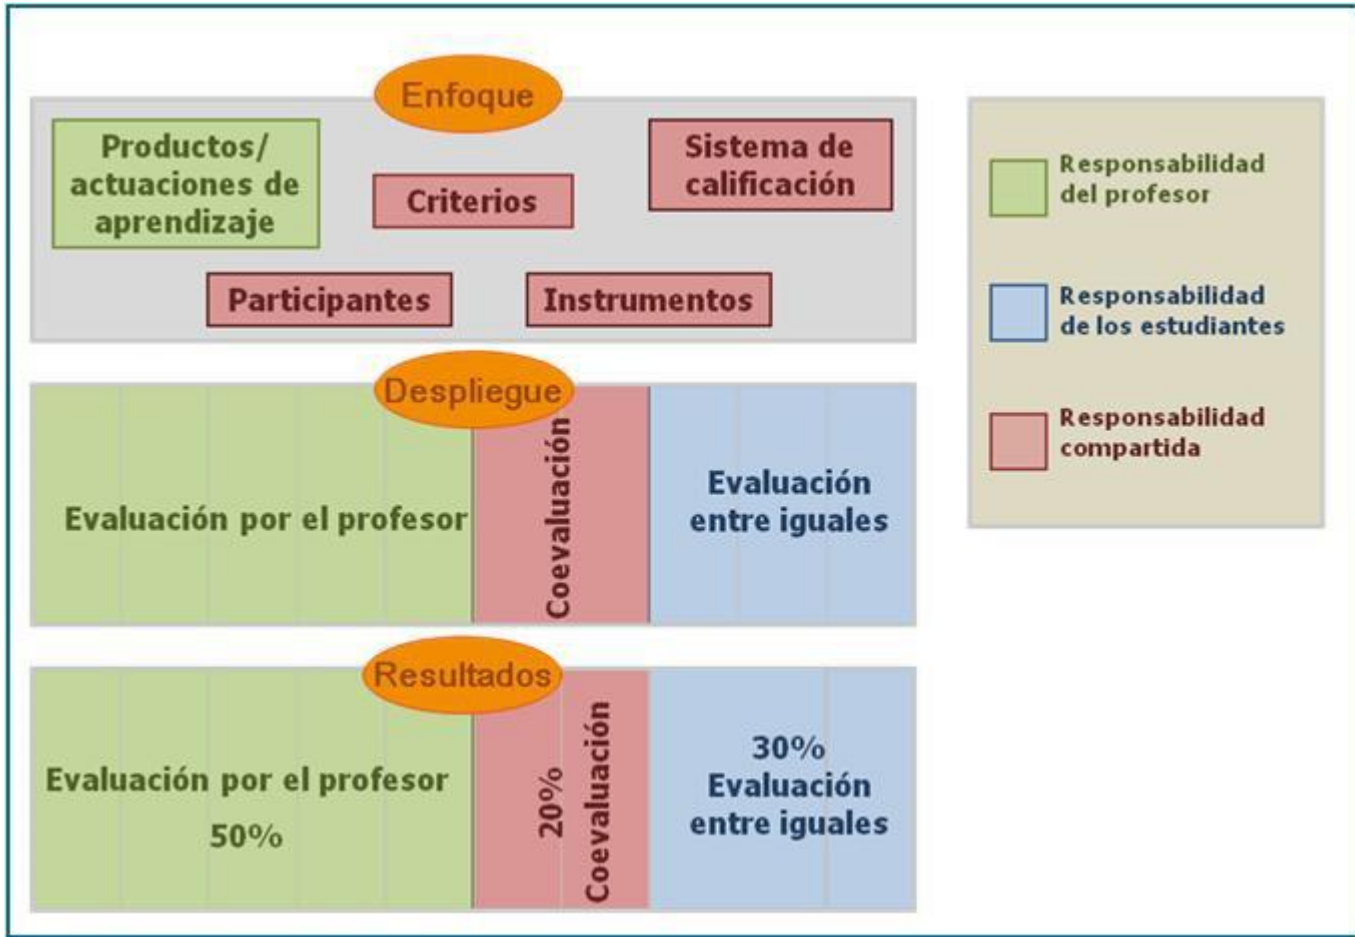 Enfoque
Productos/
actuaciones de
aprendizaje
Criterios
Sistema de
calificación
Participantes
Instrumentos
Despliegue
Evaluación por el profesor
Coevaluación
Evaluación
entre iguales
Resultados
Evaluación por el profesor
50%
20%
Coevaluación
30%
Evaluación
entre iguales
Responsabilidad
del profesor
Responsabilidad
de los estudiantes
Responsabilidad
compartida